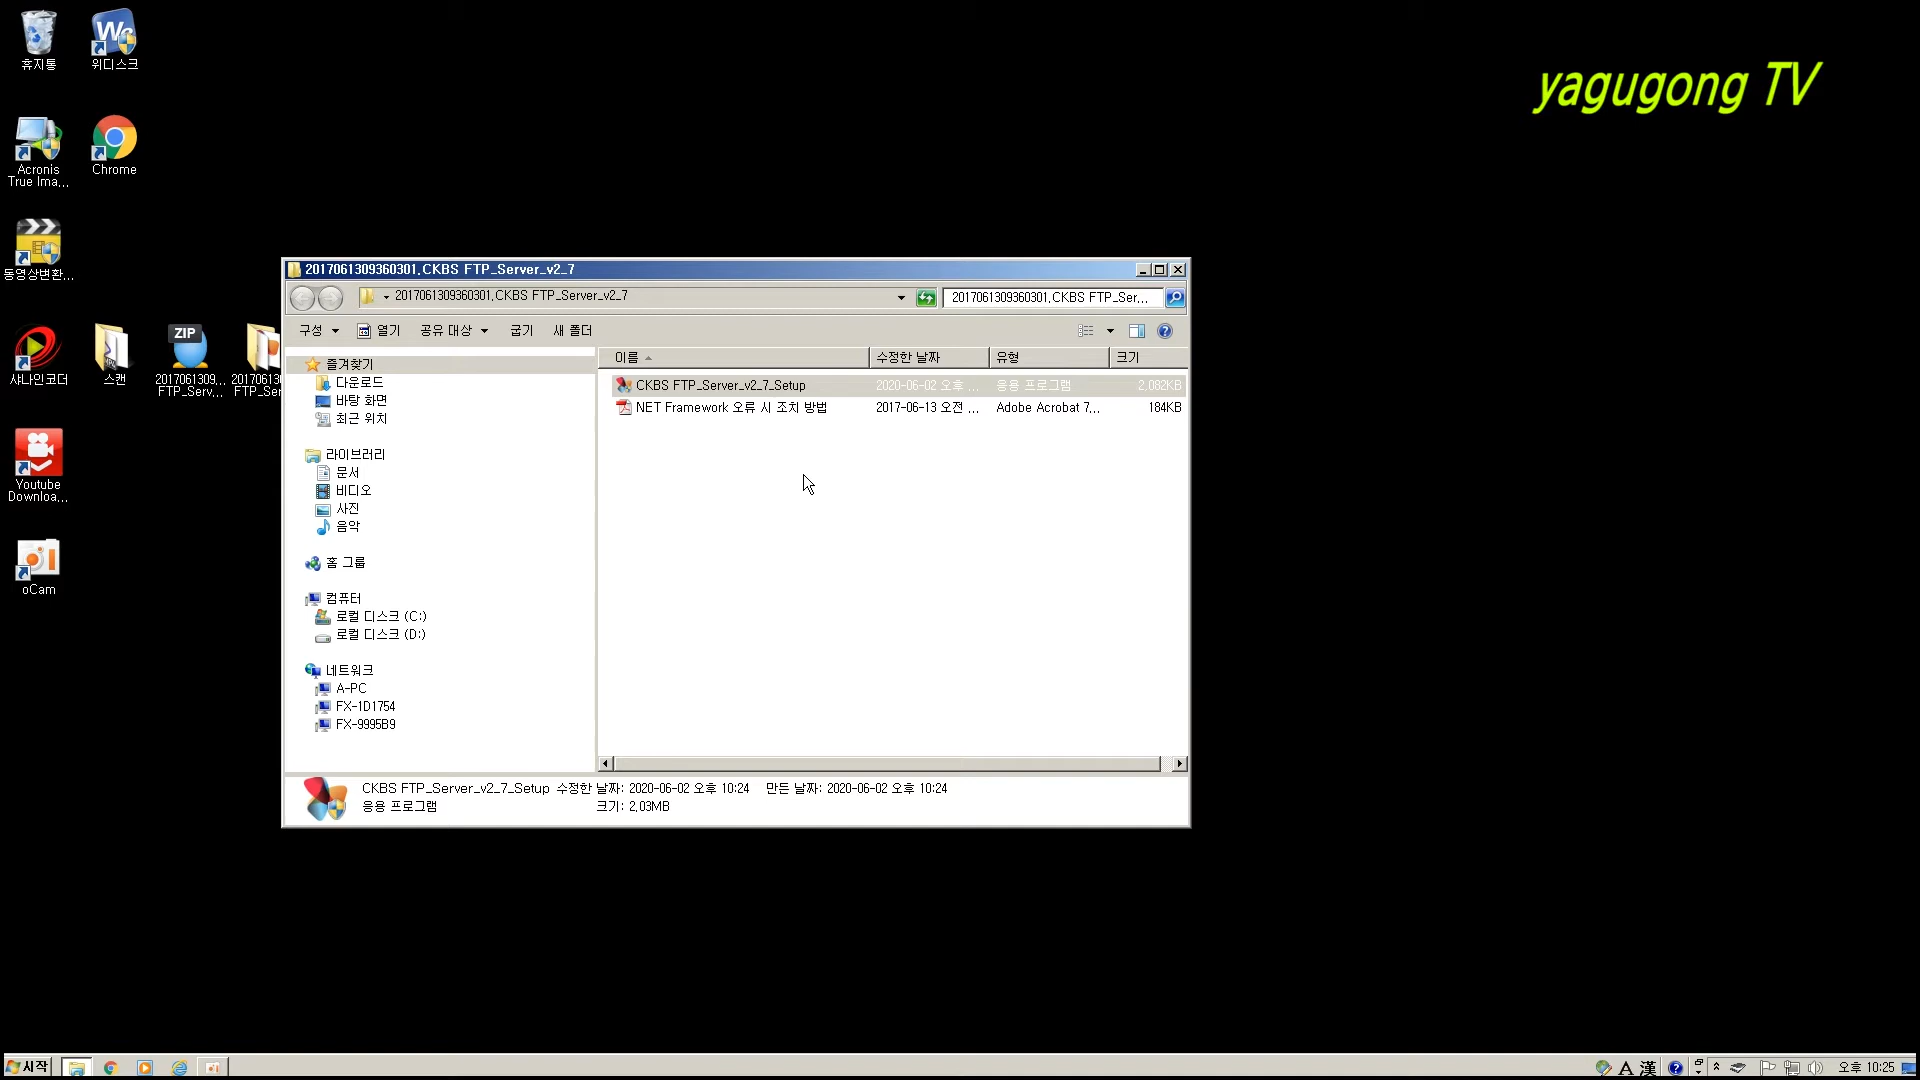 휴지통
위디스크
yagugong TV
Acronis
True Ima...
Chrome
동영상변환...
샤나인코더
스캔
ZIP
2017061309...
FTP_Serv...
201706130
FTP_Ser
Youtube
Downloa...
oCam
2017061309360301.CKBS FTP_Server_v2_7
2017061309360301.CKBS FTP_Server_v2_7
2017061309360301.CKBS FTP_Ser...
구성
열기
공유 대상
굽기
새 폴더
이름
수정한 날짜
유형
크기
CKBS FTP_Server_v2_7_Setup
2020-06-02 오후 ...
응용 프로그램
2,082KB
NET Framework 오류 시 조치 방법
2017-06-13 오전 ...
Adobe Acrobat 7...
184KB
즐겨찾기
다운로드
바탕 화면
최근 위치
라이브러리
문서
비디오
사진
음악
홈 그룹
컴퓨터
로컬 디스크 (C:)
로컬 디스크 (D:)
네트워크
A-PC
FX-1D1754
FX-9995B9
CKBS FTP_Server_v2_7_Setup 수정한 날짜: 2020-06-02 오후 10:24 만든 날짜: 2020-06-02 오후 10:24
응용 프로그램 크기: 2,03MB
시작
A 漢
오후 10:25